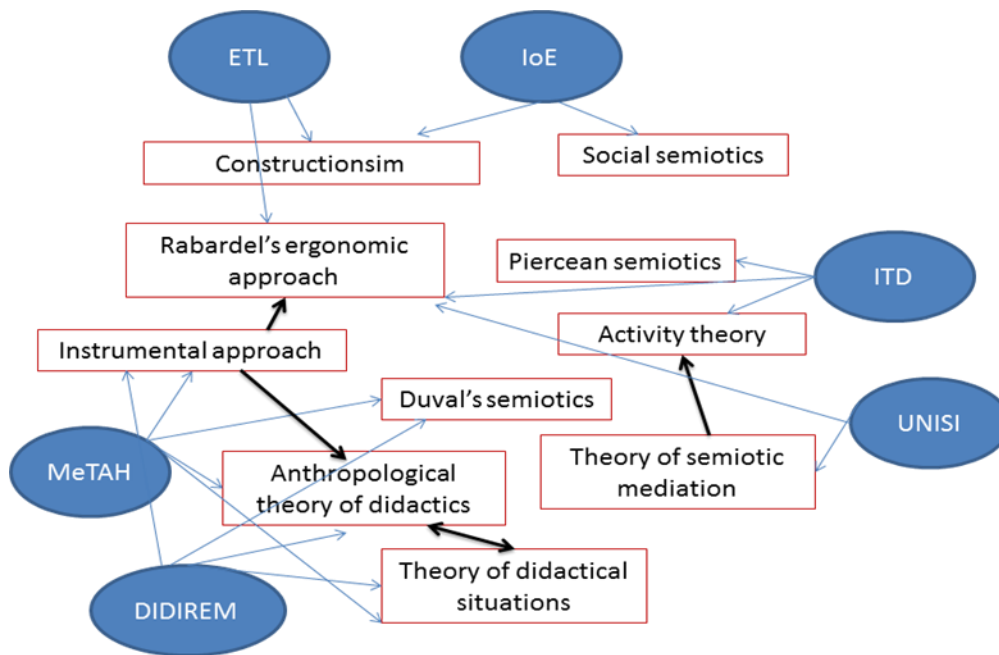 ETL
IoE
Constructionsim
Social semiotics
Rabardel's ergonomic
approach
Piercean semiotics
ITD
Instrumental approach
Activity theory
Duval's semiotics
UNISI
MeTAH
Anthropological
theory of didactics
Theory of semiotic
mediation
Theory of didactical
situations
DIDIREM